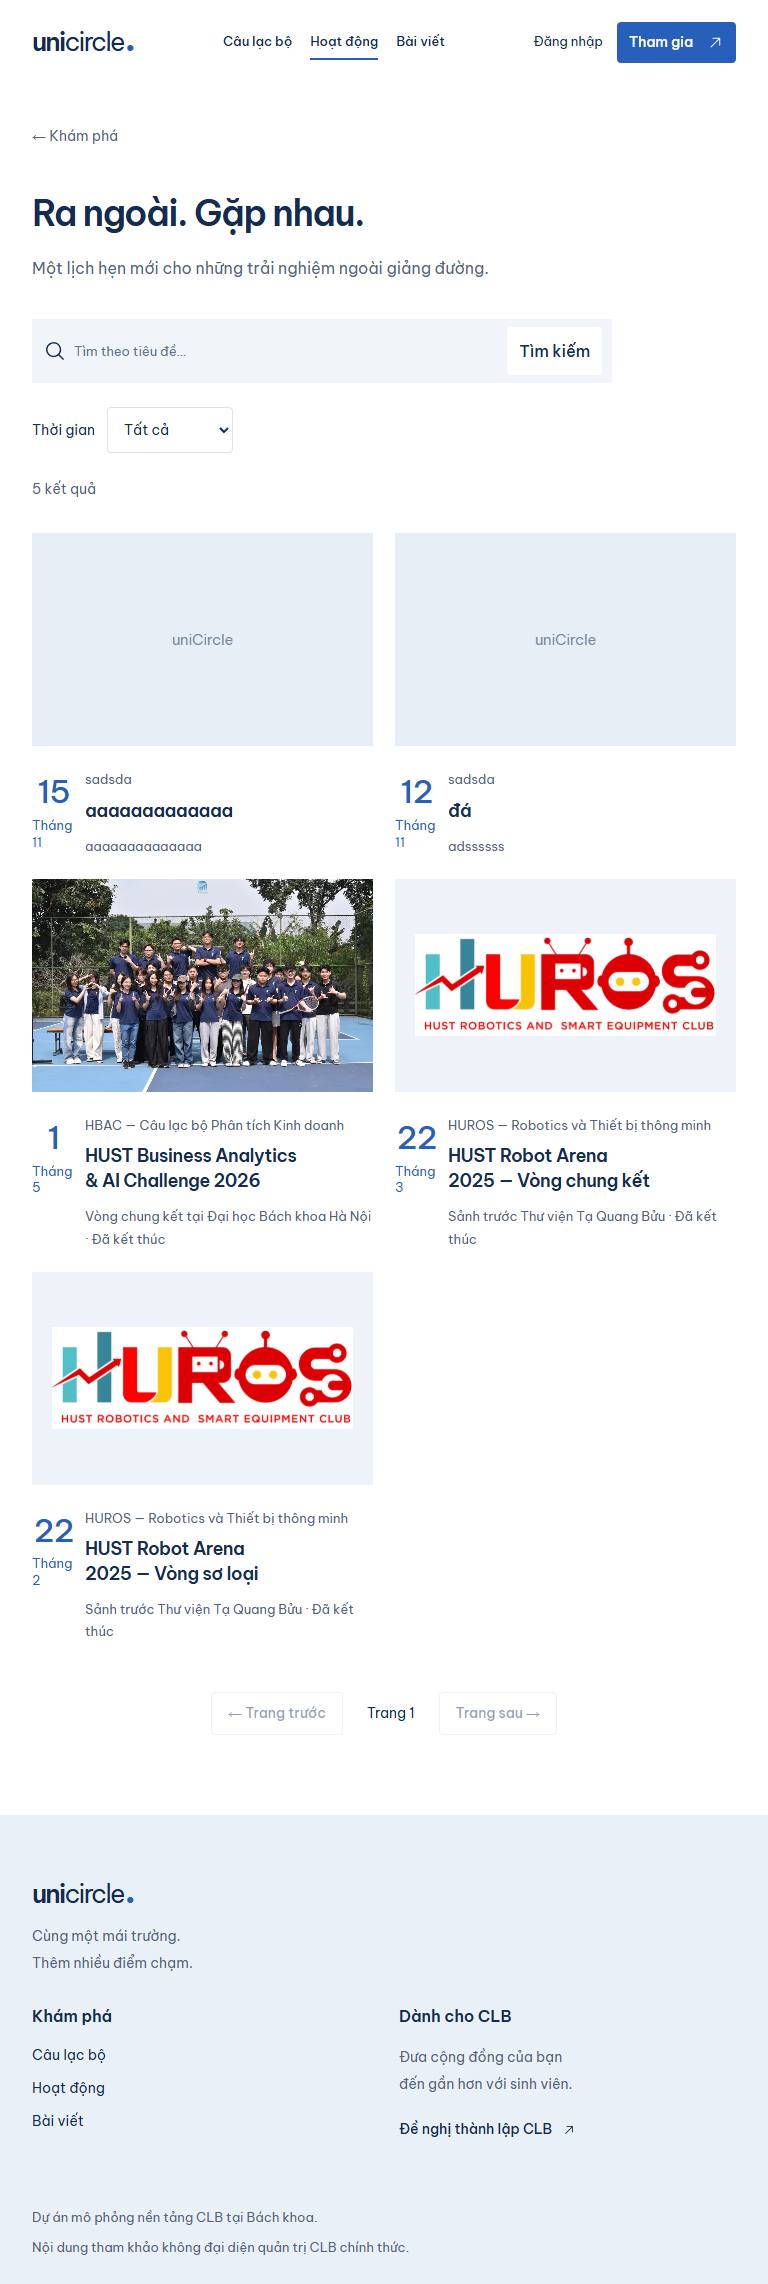 unicircle.
Câu lạc bộ
Hoạt động
Bài viết
Đăng nhập
Tham gia ↗
← Khám phá
Ra ngoài. Gặp nhau.
Một lịch hẹn mới cho những trải nghiệm ngoài giảng đường.
Tìm theo tiêu đề...
Tìm kiếm
Thời gian
Tất cả
5 kết quả
uniCircle
uniCircle
15
Tháng
11
sadsda
aaaaaaaaaaaaa
aaaaaaaaaaaaaa
12
Tháng
11
sadsda
đá
adssssss
HUROS
HUST ROBOTICS AND SMART EQUIPMENT CLUB
1
Tháng
5
HBAC — Câu lạc bộ Phân tích Kinh doanh
HUST Business Analytics
& AI Challenge 2026
Vòng chung kết tại Đại học Bách khoa Hà Nội
· Đã kết thúc
22
Tháng
3
HUROS — Robotics và Thiết bị thông minh
HUST Robot Arena
2025 — Vòng chung kết
Sảnh trước Thư viện Tạ Quang Bửu · Đã kết
thúc
HUROS
HUST ROBOTICS AND SMART EQUIPMENT CLUB
22
Tháng
2
HUROS — Robotics và Thiết bị thông minh
HUST Robot Arena
2025 — Vòng sơ loại
Sảnh trước Thư viện Tạ Quang Bửu · Đã kết
thúc
← Trang trước
Trang 1
Trang sau →
unicircle.
Cùng một mái trường.
Thêm nhiều điểm chạm.
Khám phá
Câu lạc bộ
Hoạt động
Bài viết
Dành cho CLB
Đưa cộng đồng của bạn
đến gần hơn với sinh viên.
Đề nghị thành lập CLB ↗
Dự án mô phỏng nền tảng CLB tại Bách khoa.
Nội dung tham khảo không đại diện quản trị CLB chính thức.